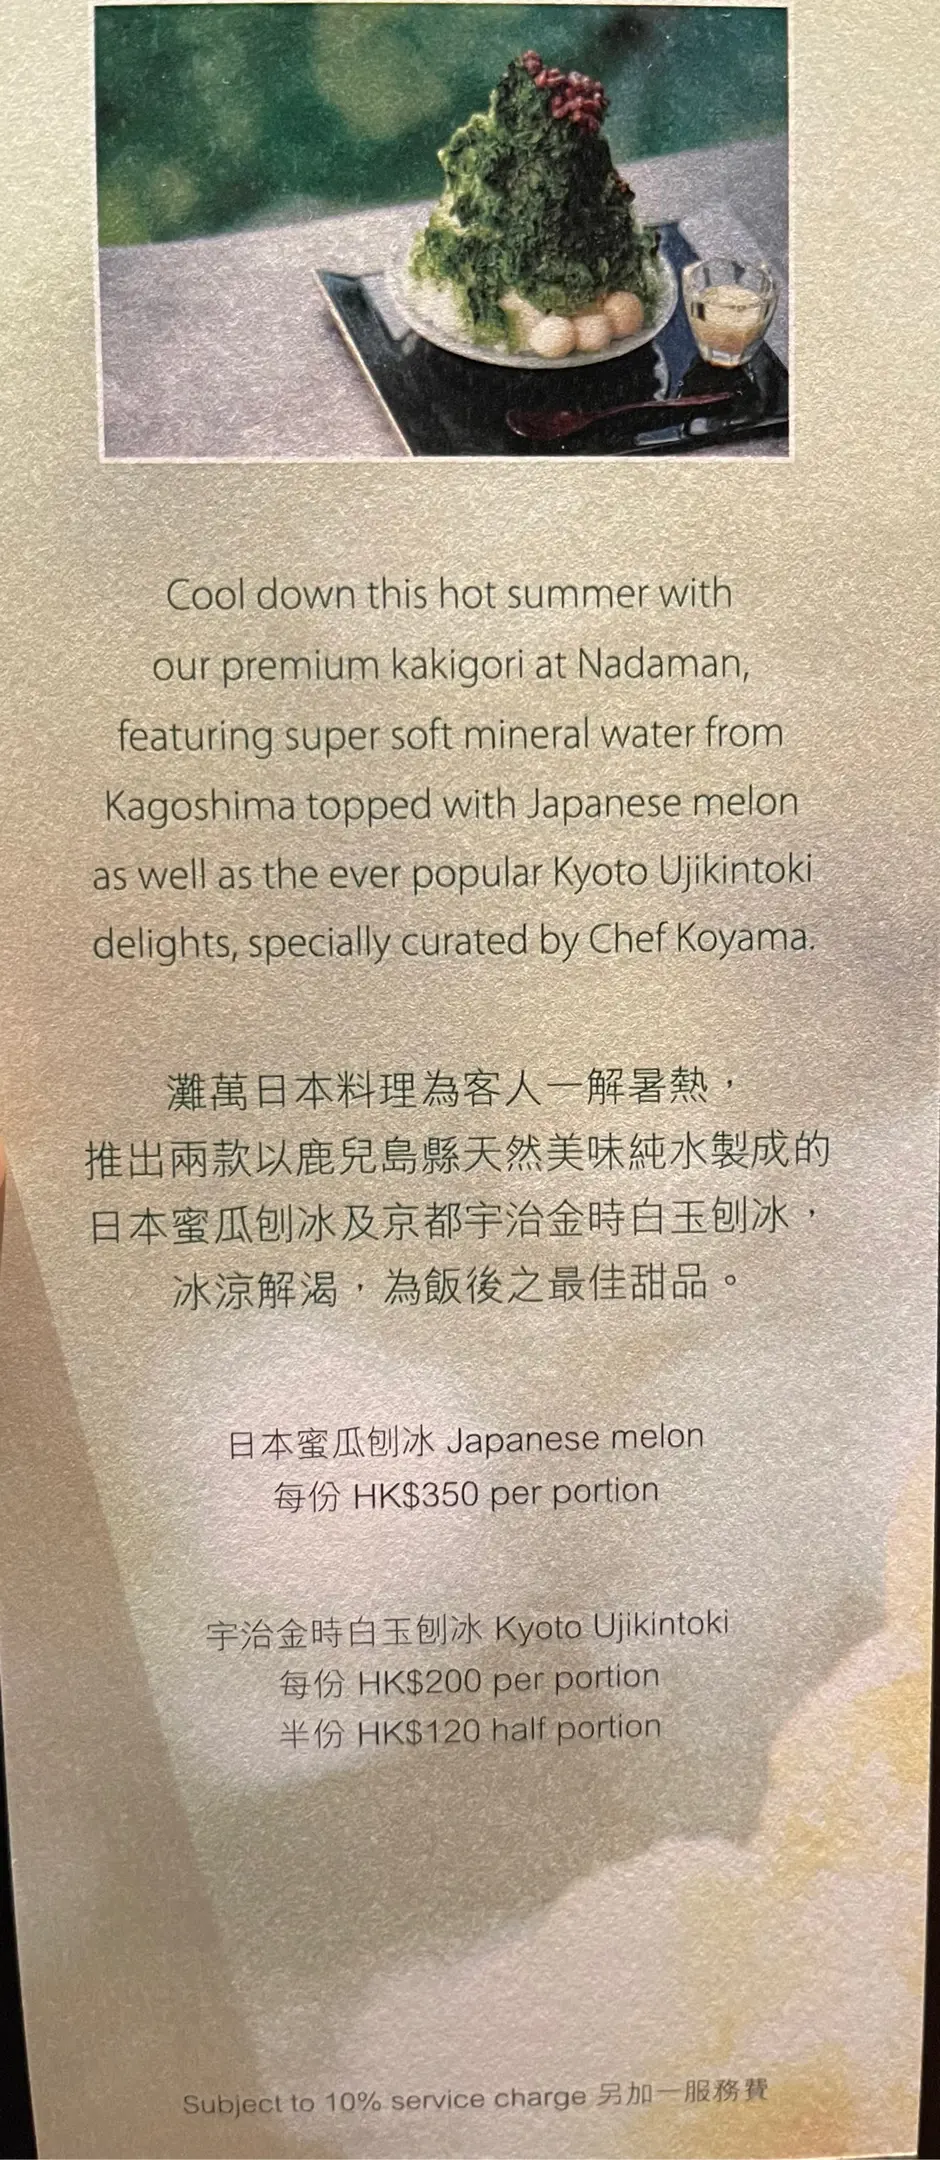 Cool down this hot summer with
our premium kakigori at Nadaman,
featuring super soft mineral water from
Kagoshima topped with Japanese melon
as well as the ever popular Kyoto Ujikintoki
delights, specially curated by Chef Koyama.
灘萬日本料理為客人一解暑熱，
推出兩款以鹿兒島縣天然美味純水製成的
日本蜜瓜刨冰及京都宇治金時白玉刨冰，
冰涼解渴，為飯後之最佳甜品。
日本蜜瓜刨冰 Japanese melon
每份 HK$350 per portion
宇治金時白玉刨冰 Kyoto Ujikintoki
每份 HK$200 per portion
半份 HK$120 half portion
Subject to 10% service charge 另加一服務費